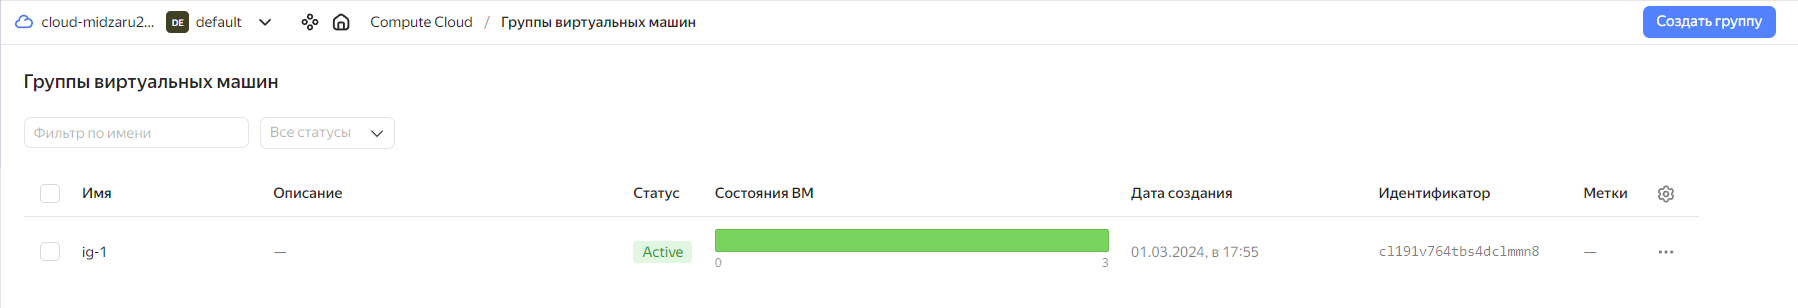 cloud-midzaru2... DE default Compute Cloud / Группы виртуальных машин Создать группу
Группы виртуальных машин
Фильтр по имени Все статусы
Имя Описание Статус Состояния ВМ Дата создания Идентификатор Метки
ig-1 — Active 01.03.2024, в 17:55 cl191v764tbs4dclmmn8 —
0 3